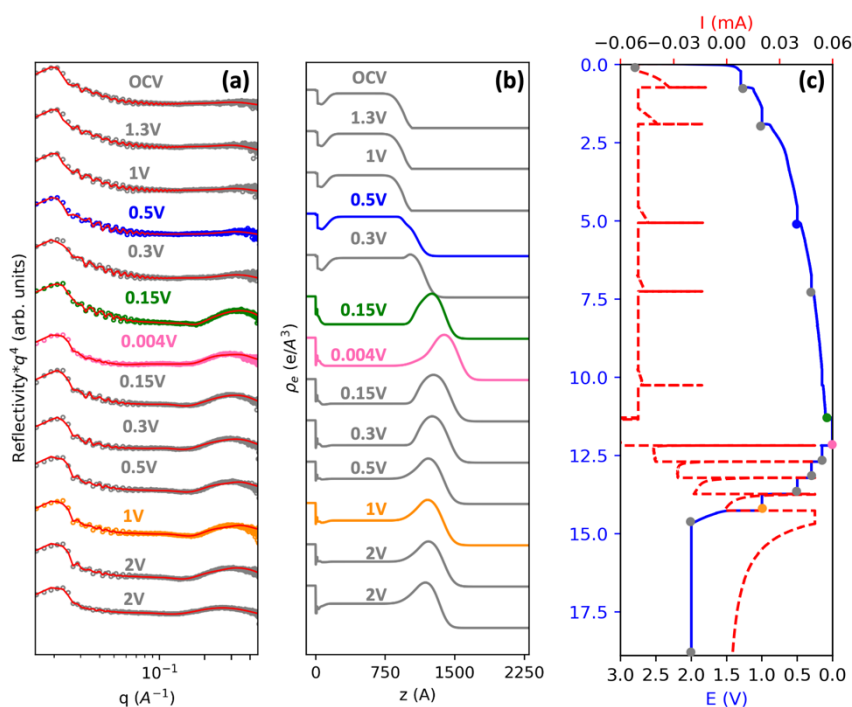 (a)
OCV
1.3V
1V
0.5V
0.3V
0.15V
0.004V
0.15V
0.3V
0.5V
1V
2V
2V
Reflectivity*q⁴ (arb. units)
10⁻¹
q (A⁻¹)
(b)
OCV
1.3V
1V
0.5V
0.3V
0.15V
0.004V
0.15V
0.3V
0.5V
1V
2V
2V
ρₑ (e/A³)
0 750 1500 2250
z (A)
I (mA)
−0.06 −0.03 0.00 0.03 0.06
(c)
0.0
2.5
5.0
7.5
10.0
12.5
15.0
17.5
3.0 2.5 2.0 1.5 1.0 0.5 0.0
E (V)